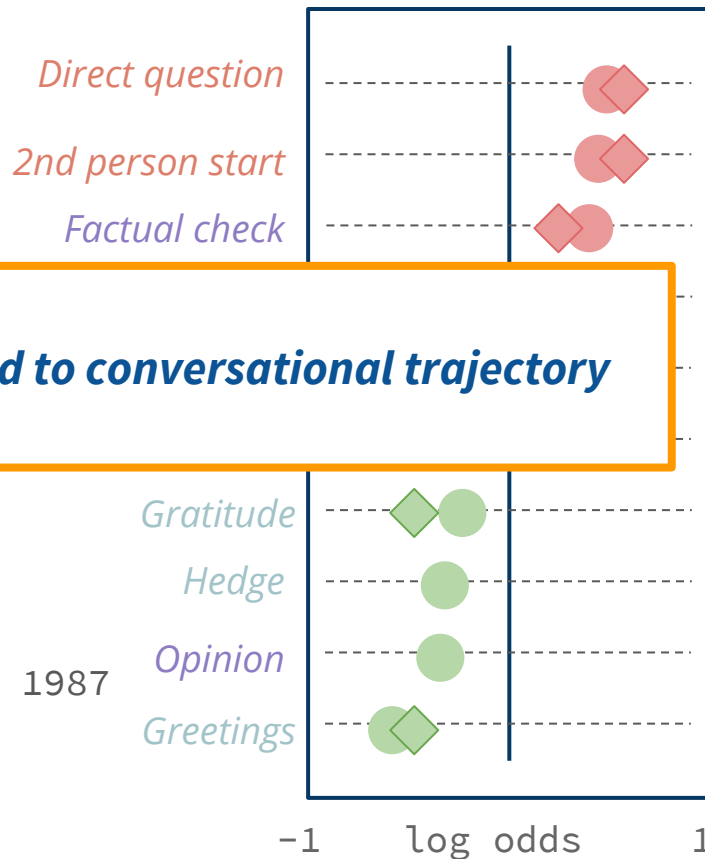 Direct question
2nd person start
Factual check
d to conversational trajectory
Gratitude
Hedge
Opinion
1987
Greetings
-1 log odds 1